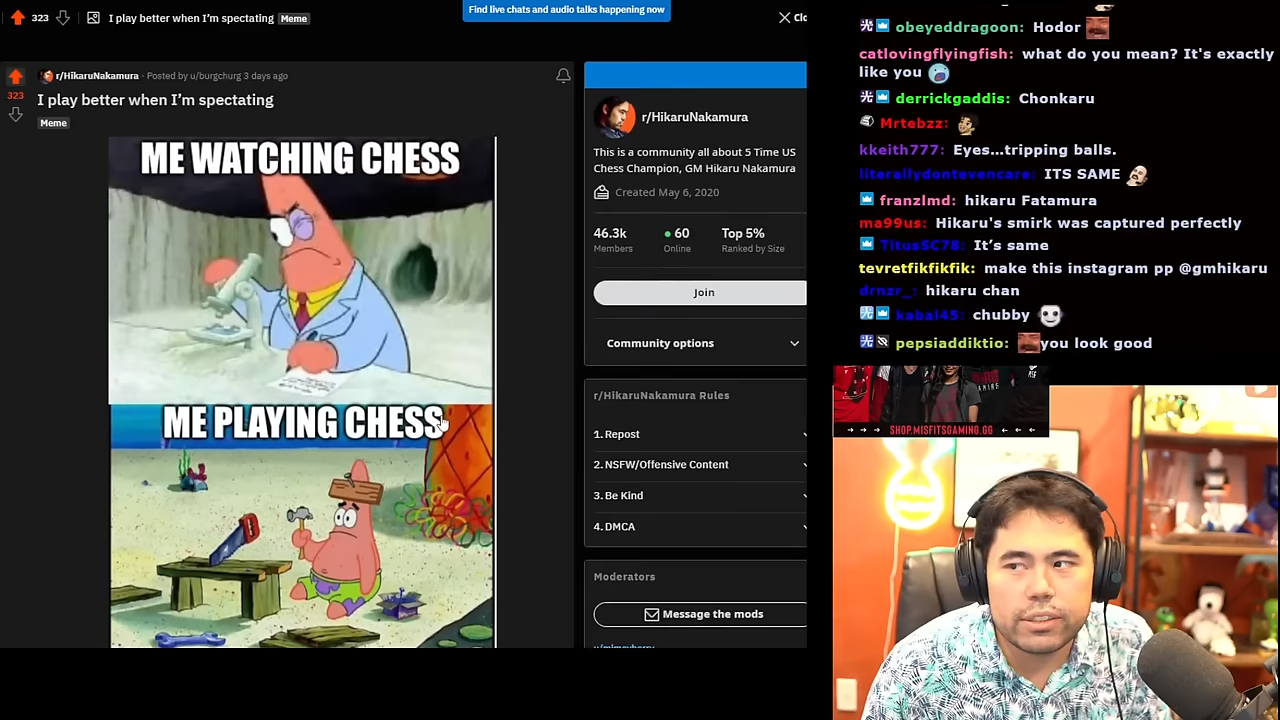 323
I play better when I'm spectating
Meme
Find live chats and audio talks happening now
Clo
r/HikaruNakamura · Posted by u/burgchurg 3 days ago
323
I play better when I'm spectating
Meme
ME WATCHING CHESS
ME PLAYING CHESS
r/HikaruNakamura
This is a community all about 5 Time US
Chess Champion, GM Hikaru Nakamura
Created May 6, 2020
46.3k
60
Top 5%
Members
Online
Ranked by Size
Join
Community options
r/HikaruNakamura Rules
1. Repost
2. NSFW/Offensive Content
3. Be Kind
4. DMCA
Moderators
Message the mods
obeyeddragoon: Hodor
catlovingflyingfish: what do you mean? It's exactly
like you
derrickgaddis: Chonkaru
Mrtebzz:
kkeith777: Eyes...tripping balls.
literallydontevencare: ITS SAME
franzlmd: hikaru Fatamura
ma99us: Hikaru's smirk was captured perfectly
TitusSC78: It's same
tevretfikfikfik: make this instagram pp @gmhikaru
drnzr_: hikaru chan
kabal45: chubby
pepsiaddiktio: you look good
SHOP.MISFITSGAMING.GG